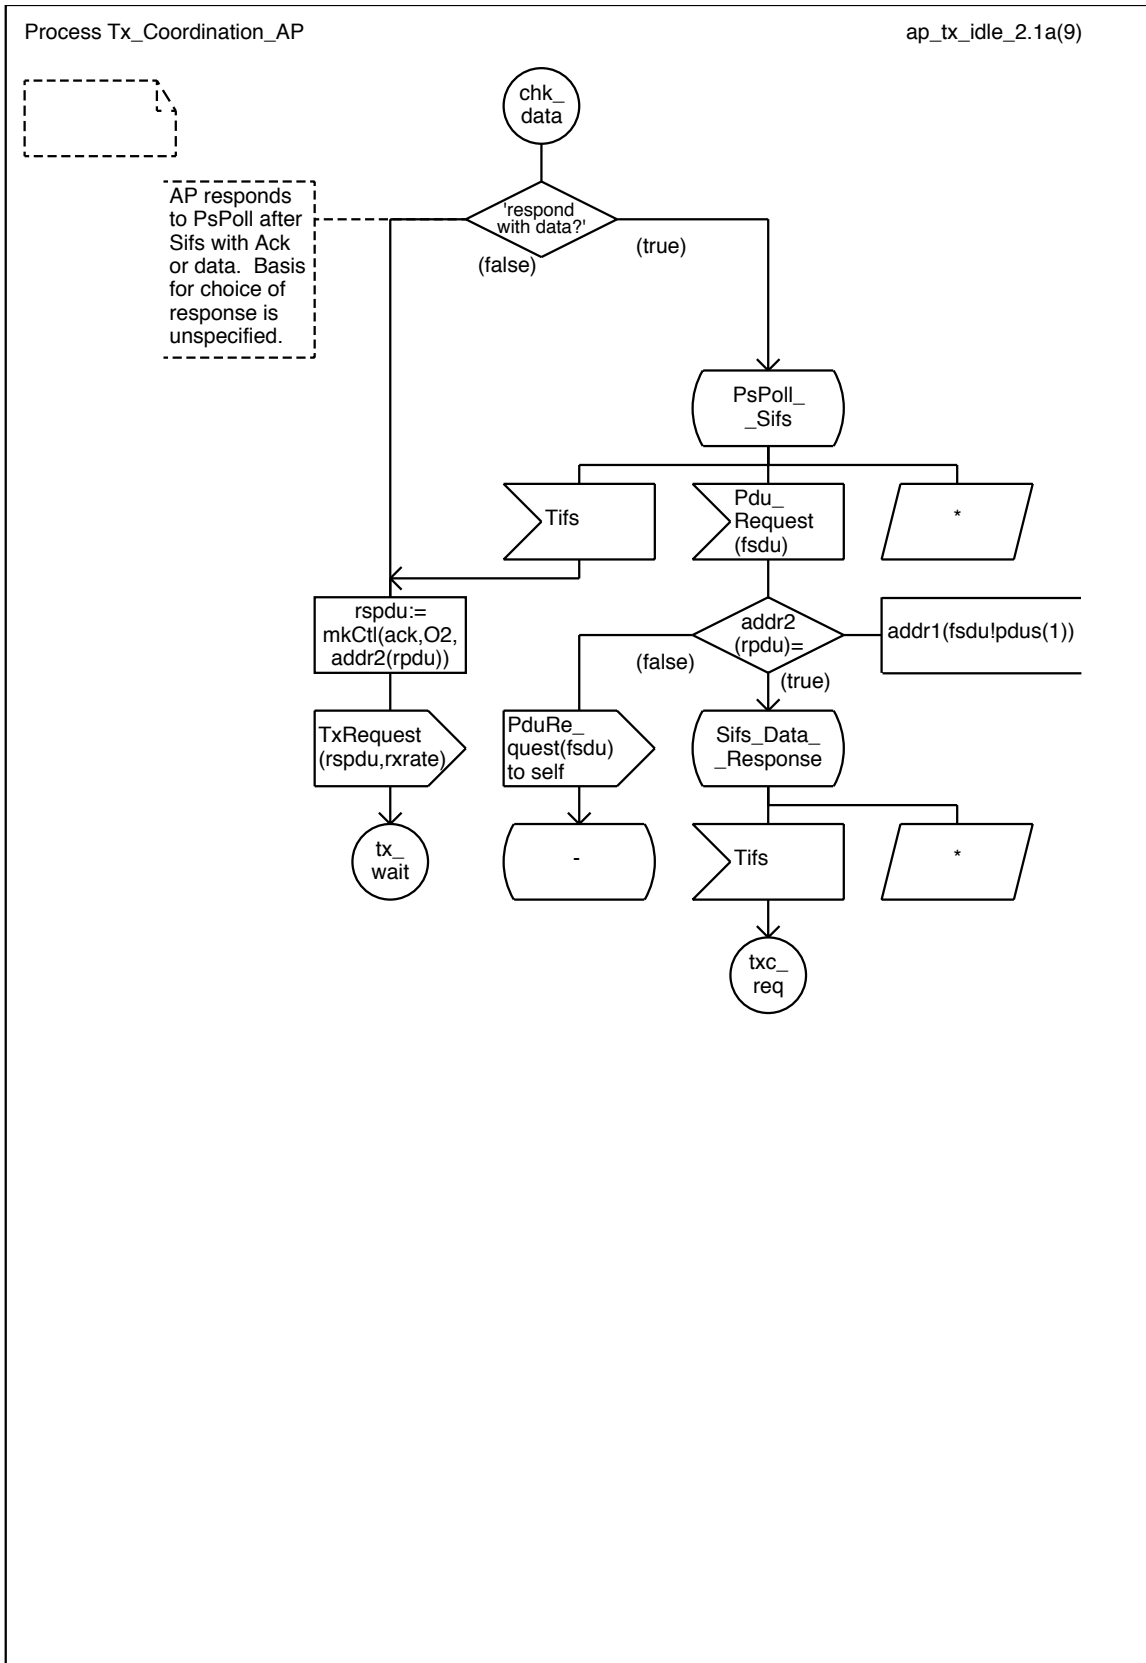 Process Tx_Coordination_AP
ap_tx_idle_2.1a(9)
chk_
data
AP responds
to PsPoll after
Sifs with Ack
or data.  Basis
for choice of
response is
unspecified.
'respond
with data?'
(false)
(true)
PsPoll_
_Sifs
Tifs
Pdu_
Request
(fsdu)
*
rspdu:=
mkCtl(ack,O2,
addr2(rpdu))
addr2
(rpdu)=
addr1(fsdu!pdus(1))
(false)
(true)
TxRequest
(rspdu,rxrate)
PduRe_
quest(fsdu)
to self
Sifs_Data_
_Response
tx_
wait
-
Tifs
*
txc_
req